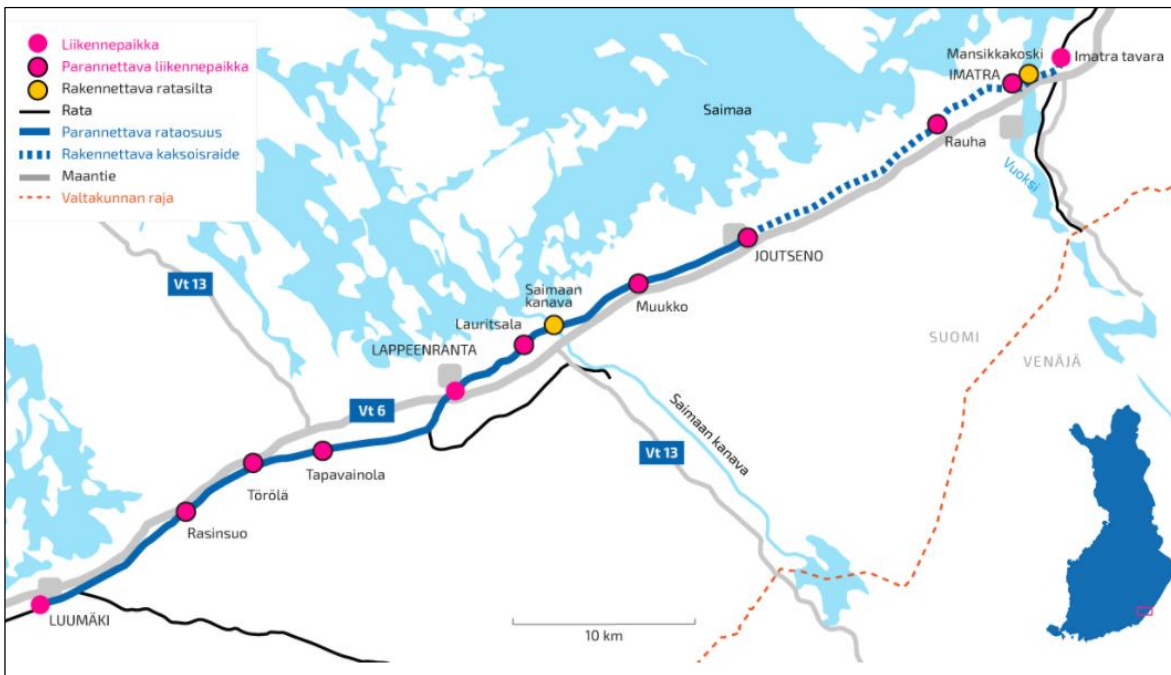 Liikennepaikka
Parannettava liikennepaikka
Rakennettava ratasilta
Rata
Parannettava rataosuus
Rakennettava kaksoisraide
Maantie
Valtakunnan raja
Mansikkakoski
IMATRA
Imatra tavara
Saimaa
Rauha
Vuoksi
JOUTSENO
Vt 13
Saimaan
kanava
Muukko
Lauritsala
LAPPEENRANTA
SUOMI
VENÄJÄ
Vt 6
Saimaan kanava
Vt 13
Tapavainola
Törölä
Rasinsuo
LUUMÄKI
10 km